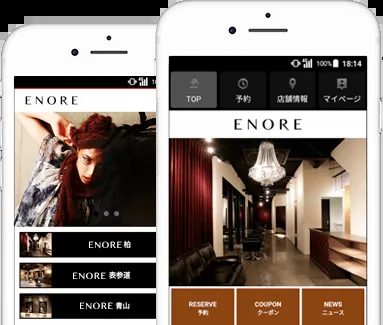 ENORE
ENORE 柏
ENORE 表参道
ENORE 青山
100% 18:14
TOP
予約
店舗情報
マイページ
ENORE
RESERVE
予約
COUPON
クーポン
NEWS
ニュース